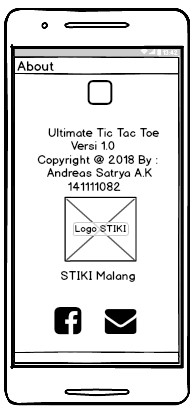 About
Ultimate Tic Tac Toe
Versi 1.0
Copyright @ 2018 By :
Andreas Satrya A.K
141111082
Logo STIKI
STIKI Malang